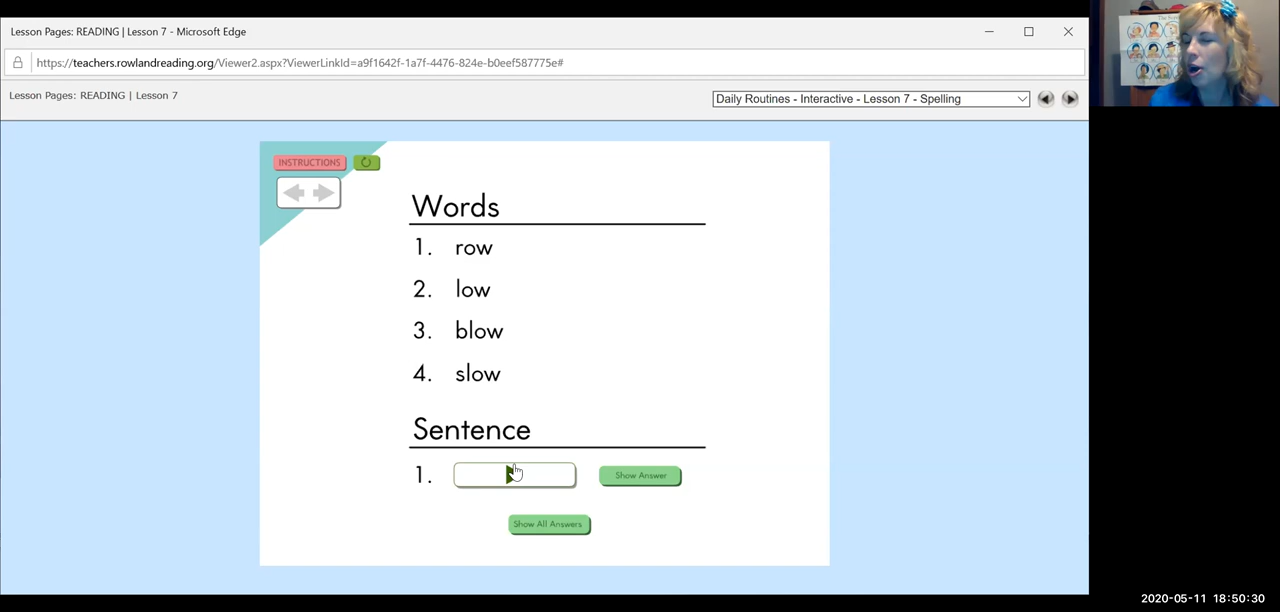 Lesson Pages: READING | Lesson 7 - Microsoft Edge
https://teachers.rowlandreading.org/Viewer2.aspx?ViewerLinkId=a9f1642f-1a7f-4476-824e-b0eef587775e#
Lesson Pages: READING | Lesson 7
Daily Routines - Interactive - Lesson 7 - Spelling
INSTRUCTIONS
Words
1. row
2. low
3. blow
4. slow
Sentence
1.
Show Answer
Show All Answers
2020-05-11 18:50:30